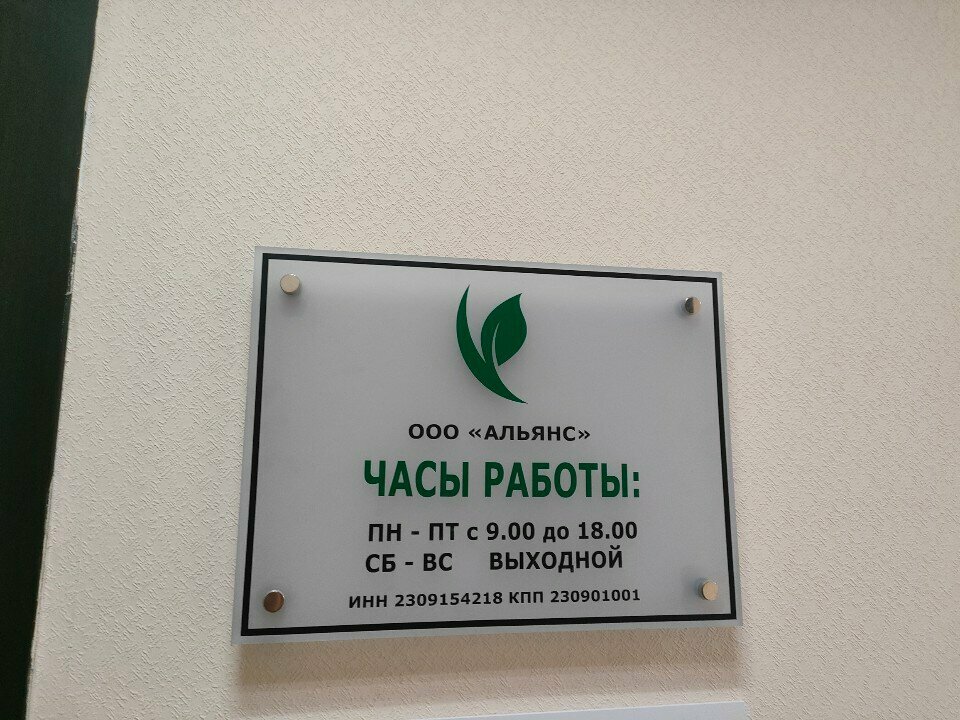 ООО «АЛЬЯНС»
ЧАСЫ РАБОТЫ:
ПН - ПТ с 9.00 до 18.00
СБ - ВС ВЫХОДНОЙ
ИНН 2309154218 КПП 230901001